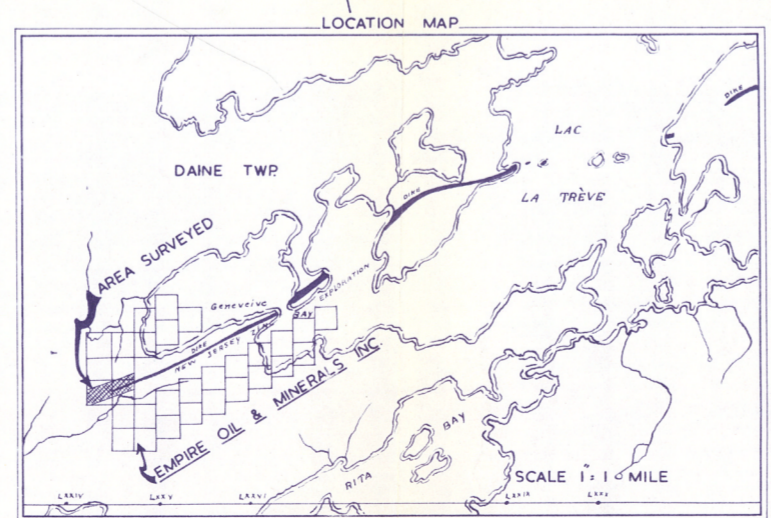 LOCATION MAP
DIKE
LAC
DAINE TWP.
DIKE
LA TRÈVE
AREA SURVEYED
EXPLORATION
Geneveive
BAY
DIKE
NEW JERSEY ZINC
EMPIRE OIL & MINERALS INC.
BAY
RITA
SCALE 1": 1 MILE
LXXIV
LXXV
LXXVI
LXXIX
LXXX